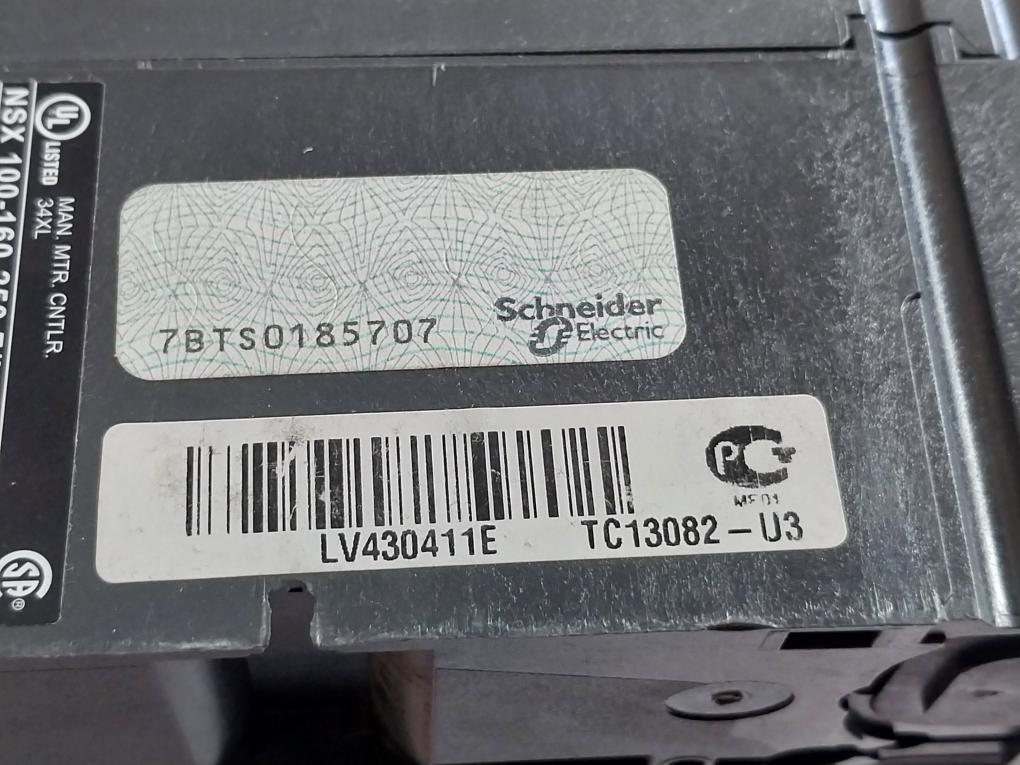 UL
LISTED
MAN. MTR. CNTLR.
34XL
NSX 100-160
7BTS0185707
Schneider
Electric
LV430411E
TC13082-U3